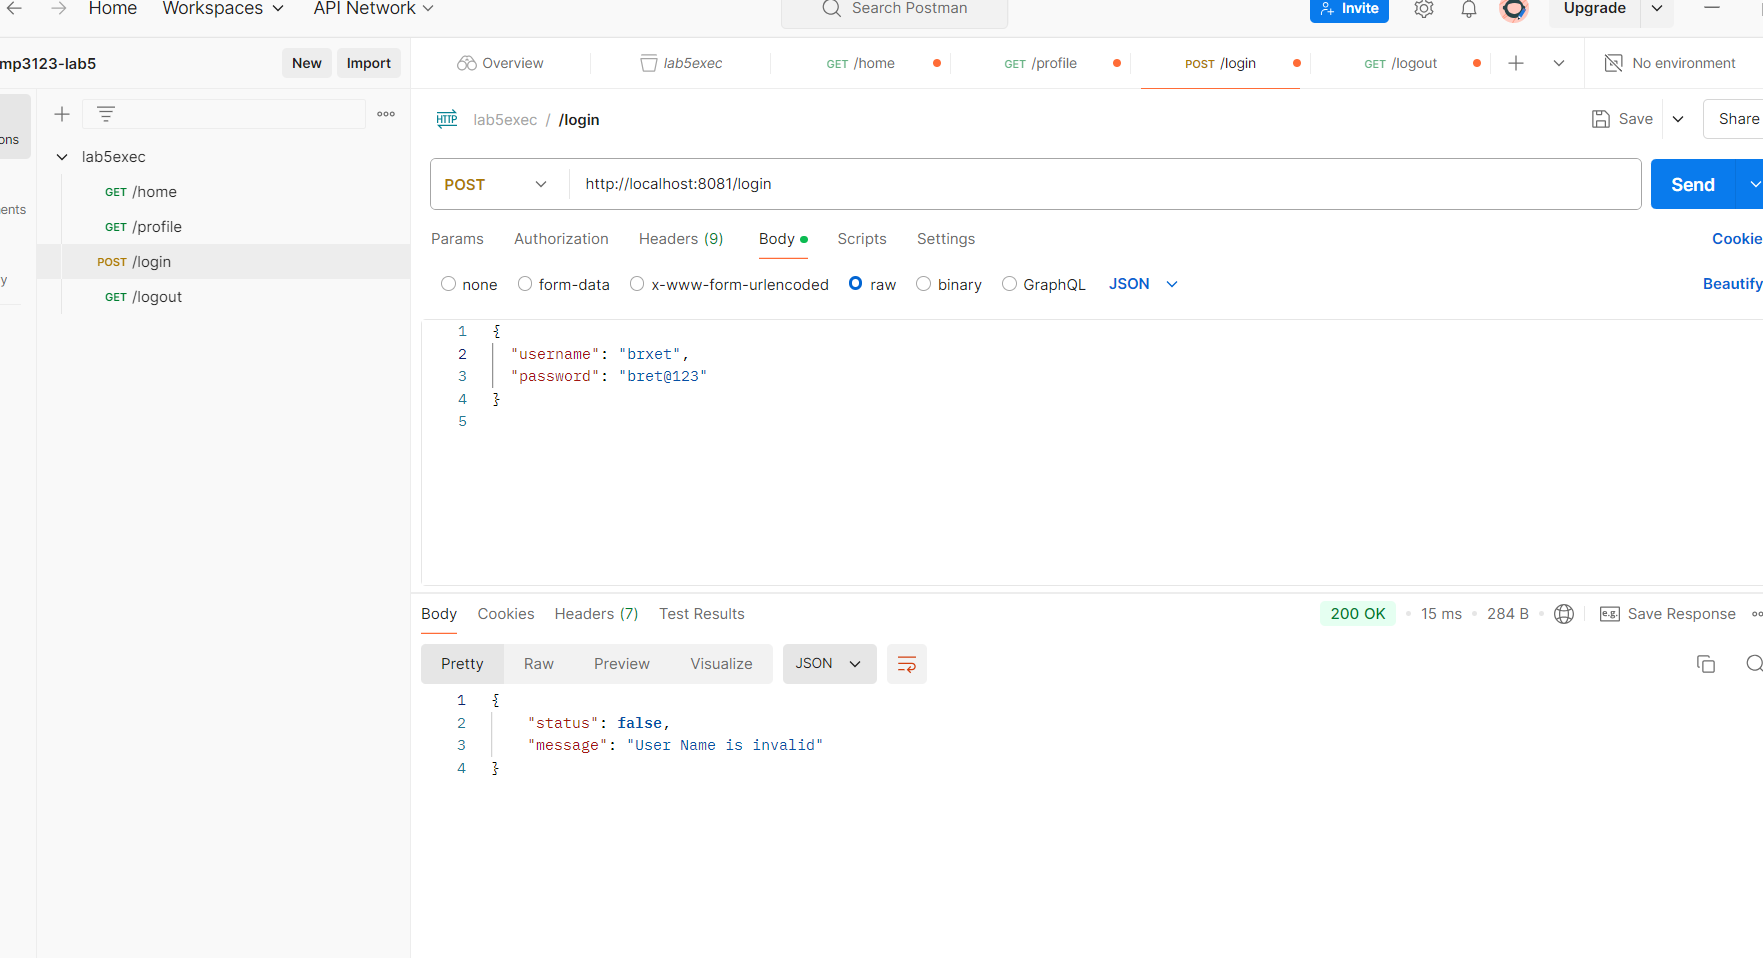 Home Workspaces API Network Search Postman Invite Upgrade
mp3123-lab5 New Import Overview lab5exec GET /home GET /profile POST /login GET /logout No environment
lab5exec / /login Save Share
ons
lab5exec
GET /home
GET /profile
POST /login
GET /logout
ents
y
POST http://localhost:8081/login Send
Params Authorization Headers (9) Body Scripts Settings Cookie
none form-data x-www-form-urlencoded raw binary GraphQL JSON Beautify
1 {
2 "username": "brxet",
3 "password": "bret@123"
4 }
5
Body Cookies Headers (7) Test Results 200 OK 15 ms 284 B e.g. Save Response
Pretty Raw Preview Visualize JSON
1 {
2 "status": false,
3 "message": "User Name is invalid"
4 }